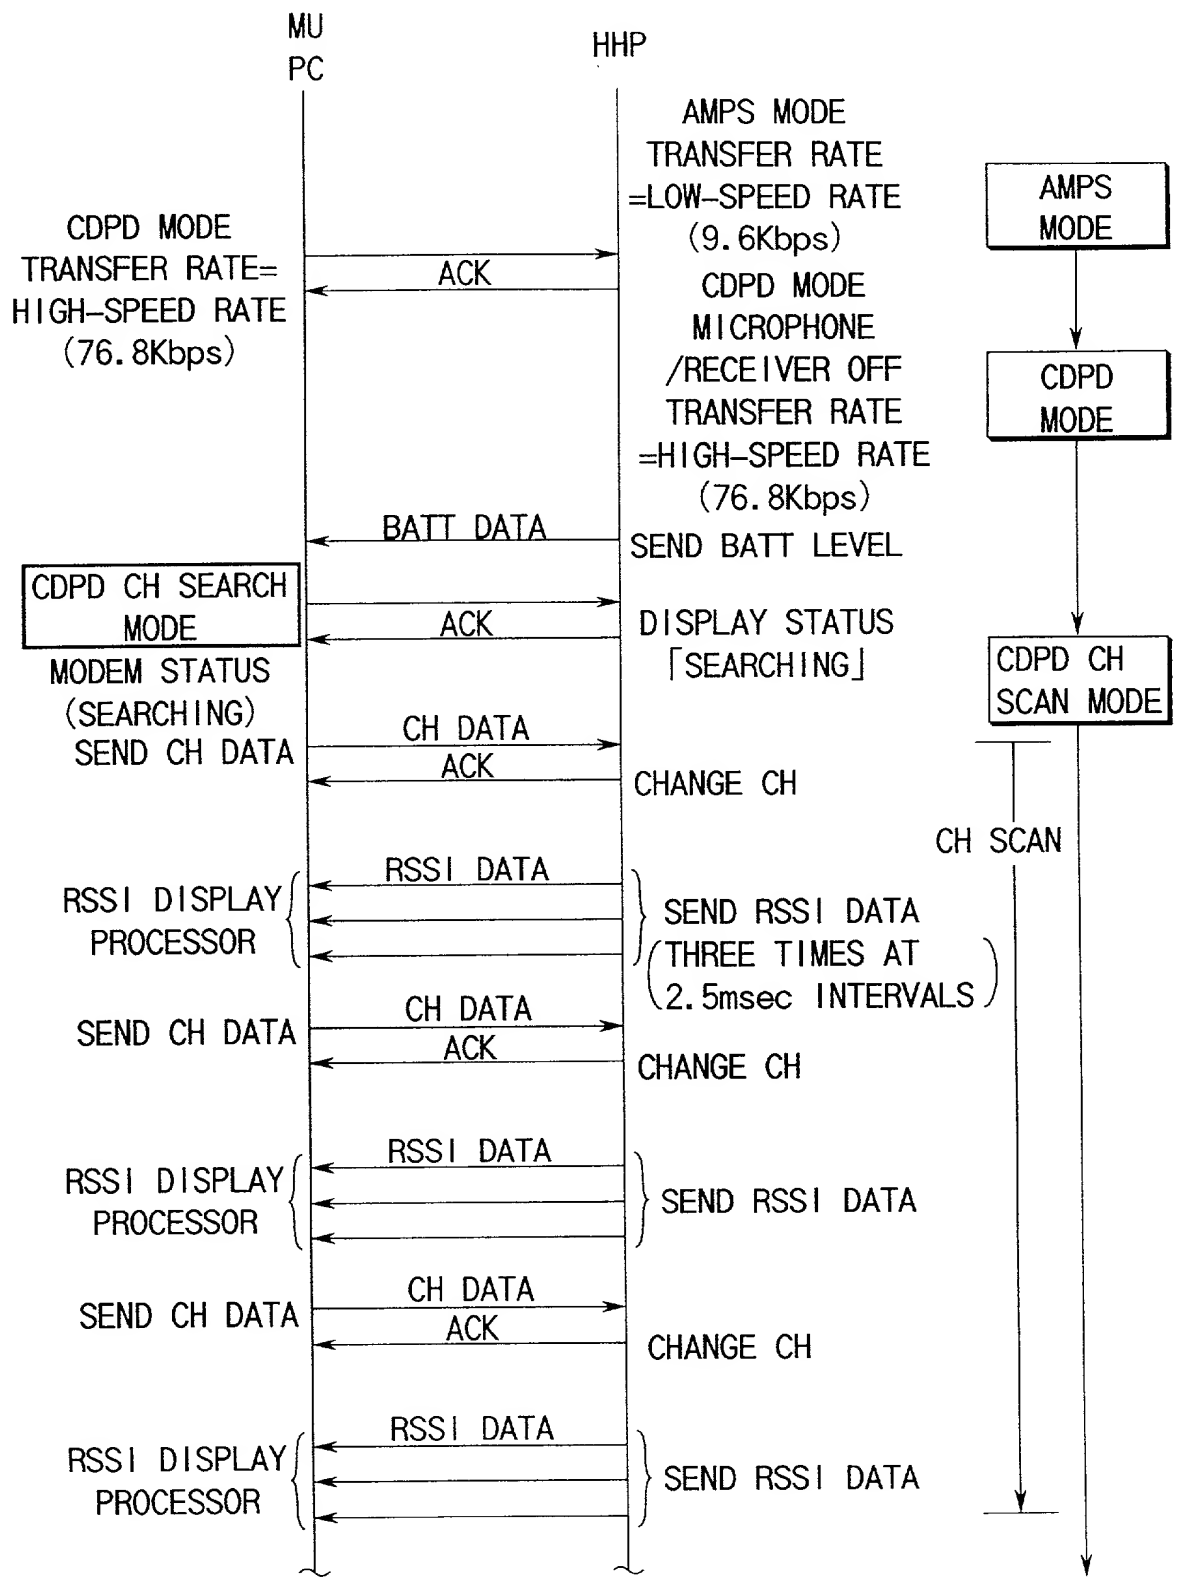 MU
PC
HHP
AMPS MODE
TRANSFER RATE
=LOW-SPEED RATE
(9.6Kbps)
AMPS
MODE
CDPD MODE
TRANSFER RATE=
HIGH-SPEED RATE
(76.8Kbps)
ACK
CDPD MODE
MICROPHONE
/RECEIVER OFF
TRANSFER RATE
=HIGH-SPEED RATE
(76.8Kbps)
CDPD
MODE
BATT DATA
SEND BATT LEVEL
CDPD CH SEARCH
MODE
ACK
DISPLAY STATUS
「SEARCHING」
CDPD CH
SCAN MODE
MODEM STATUS
(SEARCHING)
SEND CH DATA
CH DATA
ACK
CHANGE CH
CH SCAN
RSSI DATA
RSSI DISPLAY
PROCESSOR
SEND RSSI DATA
(THREE TIMES AT
2.5msec INTERVALS)
SEND CH DATA
CH DATA
ACK
CHANGE CH
RSSI DATA
RSSI DISPLAY
PROCESSOR
SEND RSSI DATA
SEND CH DATA
CH DATA
ACK
CHANGE CH
RSSI DATA
RSSI DISPLAY
PROCESSOR
SEND RSSI DATA